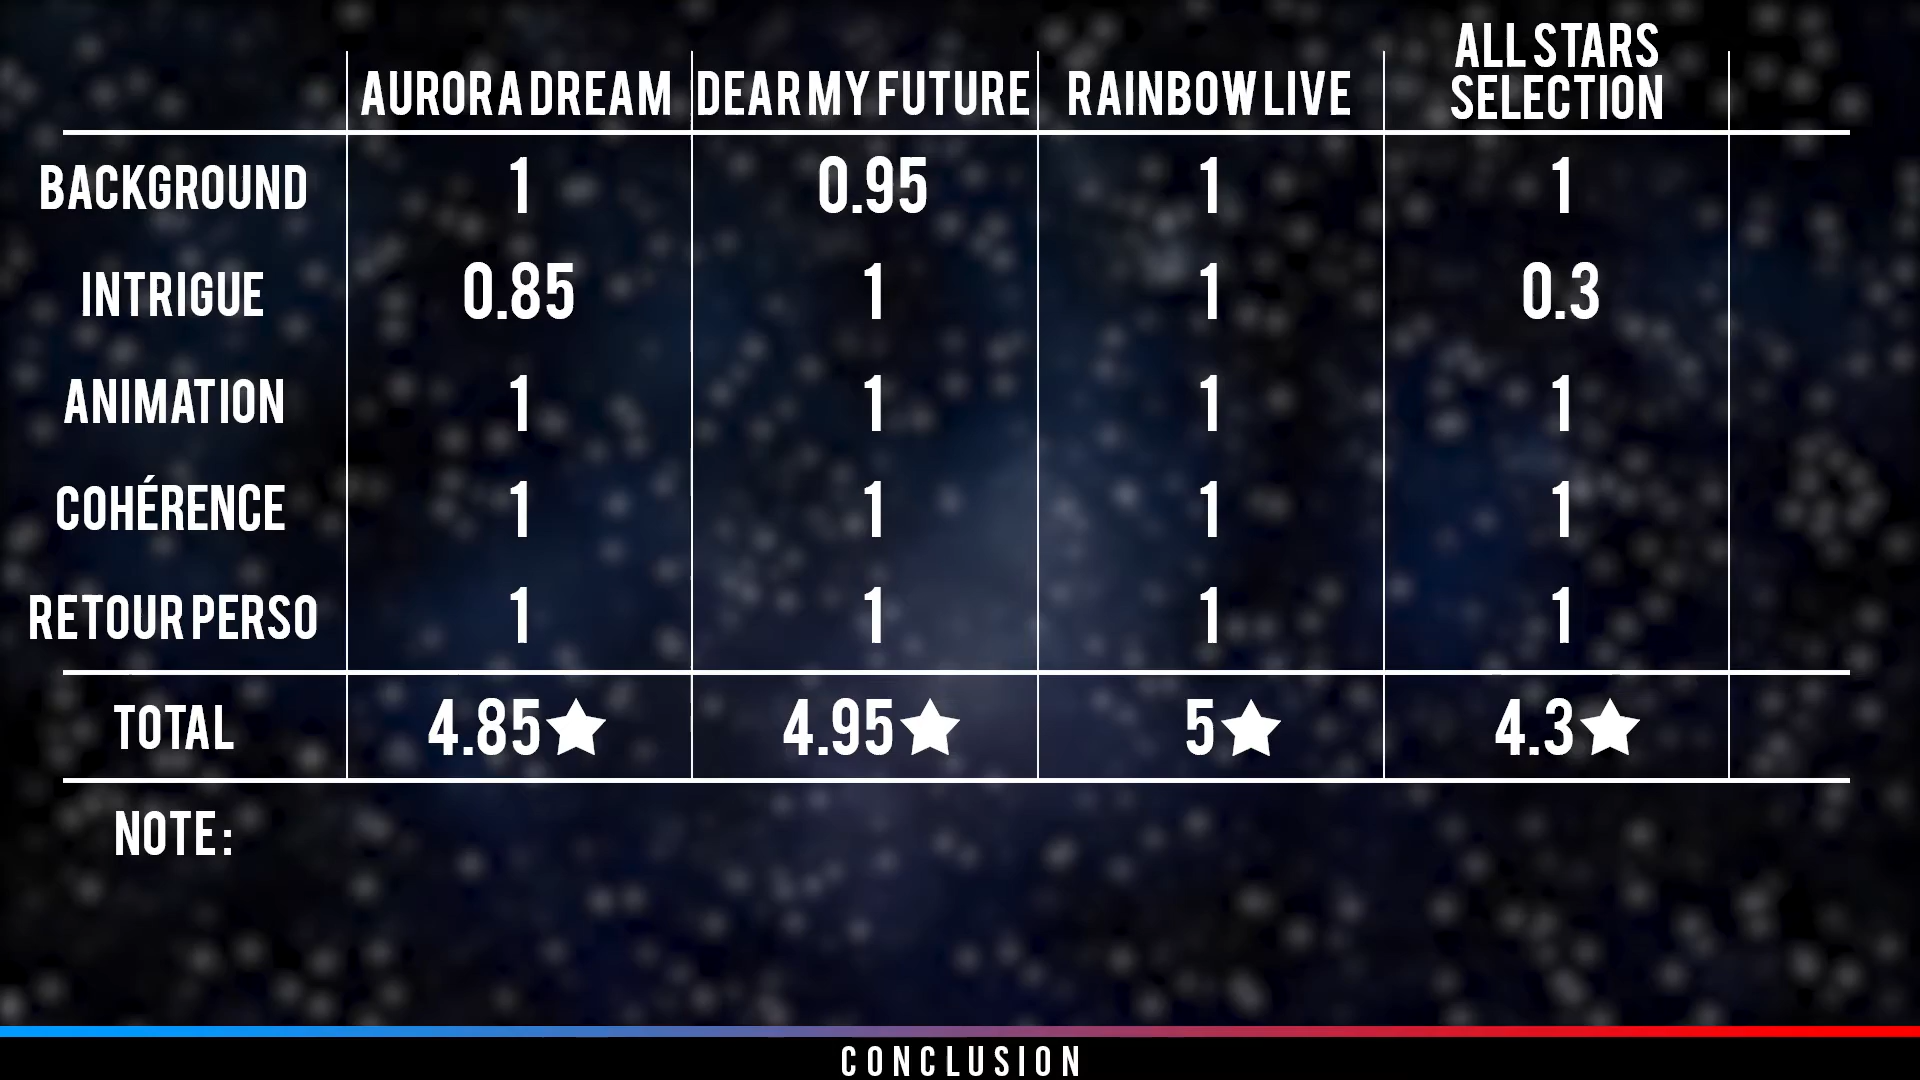 AURORA DREAM DEAR MY FUTURE RAINBOW LIVE ALL STARS
SELECTION
BACKGROUND 1 0.95 1 1
INTRIGUE 0.85 1 1 0.3
ANIMATION 1 1 1 1
COHÉRENCE 1 1 1 1
RETOUR PERSO 1 1 1 1
TOTAL 4.85★ 4.95★ 5★ 4.3★
NOTE :
CONCLUSION